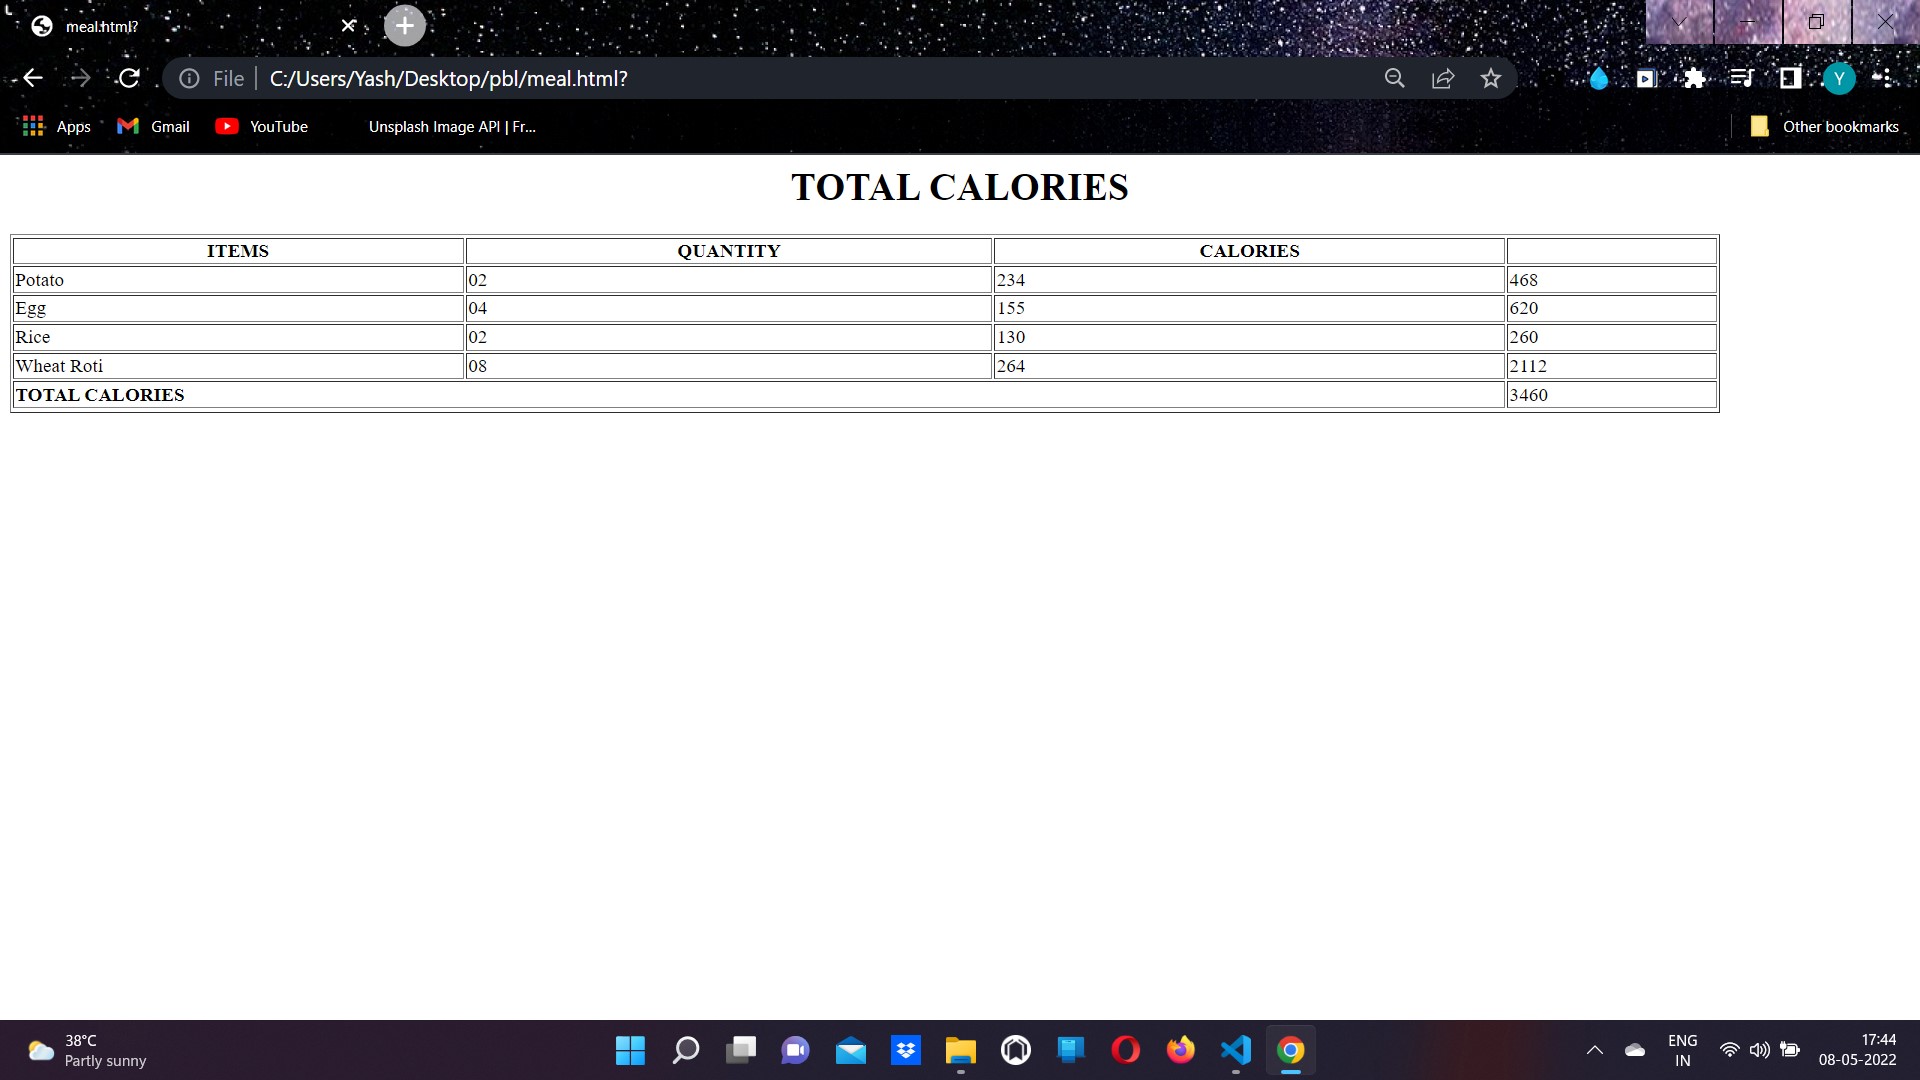 meal.html?
File C:/Users/Yash/Desktop/pbl/meal.html?
Y
Apps Gmail YouTube Unsplash Image API | Fr... Other bookmarks
TOTAL CALORIES
ITEMS QUANTITY CALORIES
Potato 02 234 468
Egg 04 155 620
Rice 02 130 260
Wheat Roti 08 264 2112
TOTAL CALORIES 3460
38°C
Partly sunny
ENG
IN
17:44
08-05-2022